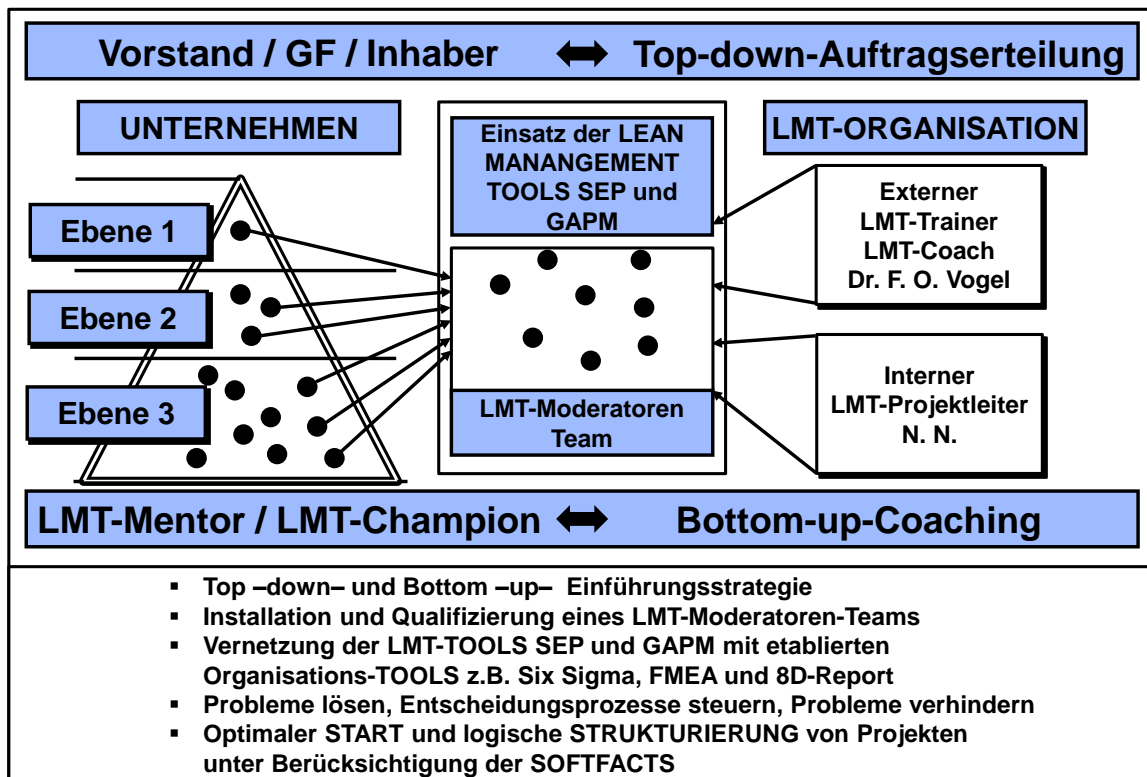 Vorstand / GF / Inhaber ⬌ Top-down-Auftragserteilung
UNTERNEHMEN
Ebene 1
Ebene 2
Ebene 3
Einsatz der LEAN
MANANGEMENT
TOOLS SEP und
GAPM
LMT-Moderatoren
Team
LMT-ORGANISATION
Externer
LMT-Trainer
LMT-Coach
Dr. F. O. Vogel
Interner
LMT-Projektleiter
N. N.
LMT-Mentor / LMT-Champion ⬌ Bottom-up-Coaching
▪ Top –down– und Bottom –up– Einführungsstrategie
▪ Installation und Qualifizierung eines LMT-Moderatoren-Teams
▪ Vernetzung der LMT-TOOLS SEP und GAPM mit etablierten
Organisations-TOOLS z.B. Six Sigma, FMEA und 8D-Report
▪ Probleme lösen, Entscheidungsprozesse steuern, Probleme verhindern
▪ Optimaler START und logische STRUKTURIERUNG von Projekten
unter Berücksichtigung der SOFTFACTS